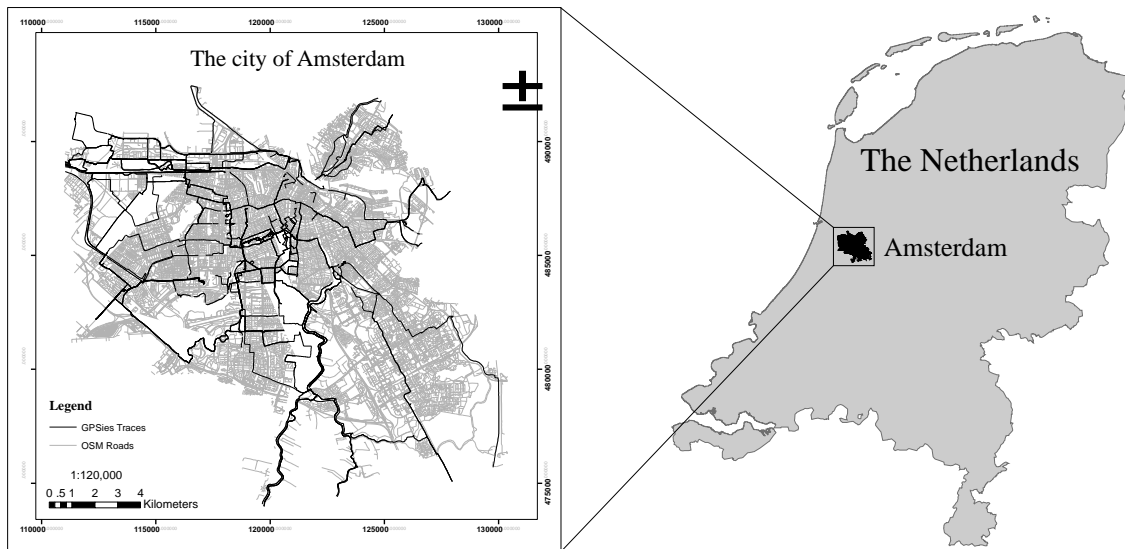 110000 115000 120000 125000 130000
The city of Amsterdam
490000
485000
480000
475000
Legend
GPSies Traces
OSM Roads
1:120,000
0 .5 1 2 3 4
Kilometers
110000 115000 120000 125000 130000
The Netherlands
Amsterdam